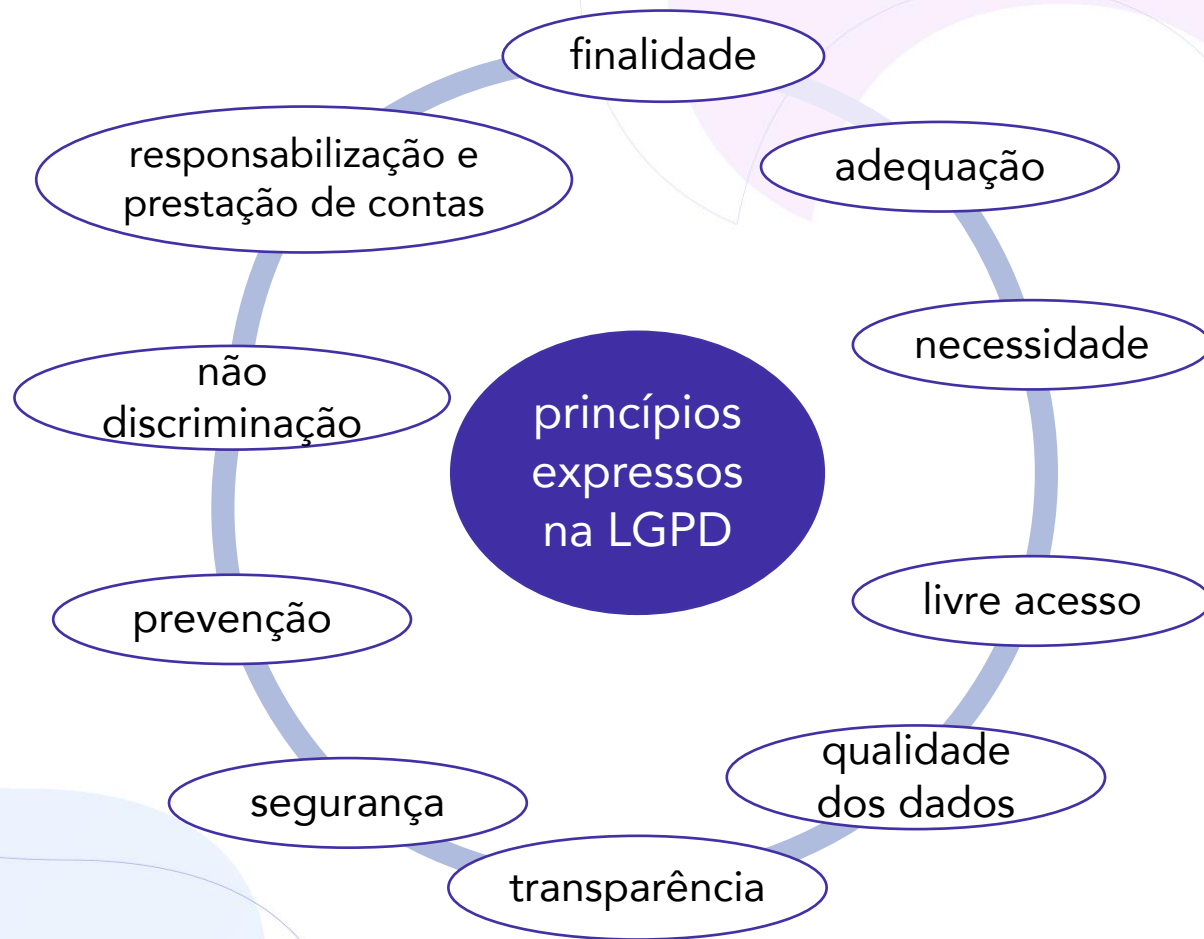 finalidade
adequação
necessidade
livre acesso
qualidade
dos dados
transparência
segurança
prevenção
não
discriminação
responsabilização e
prestação de contas
princípios
expressos
na LGPD